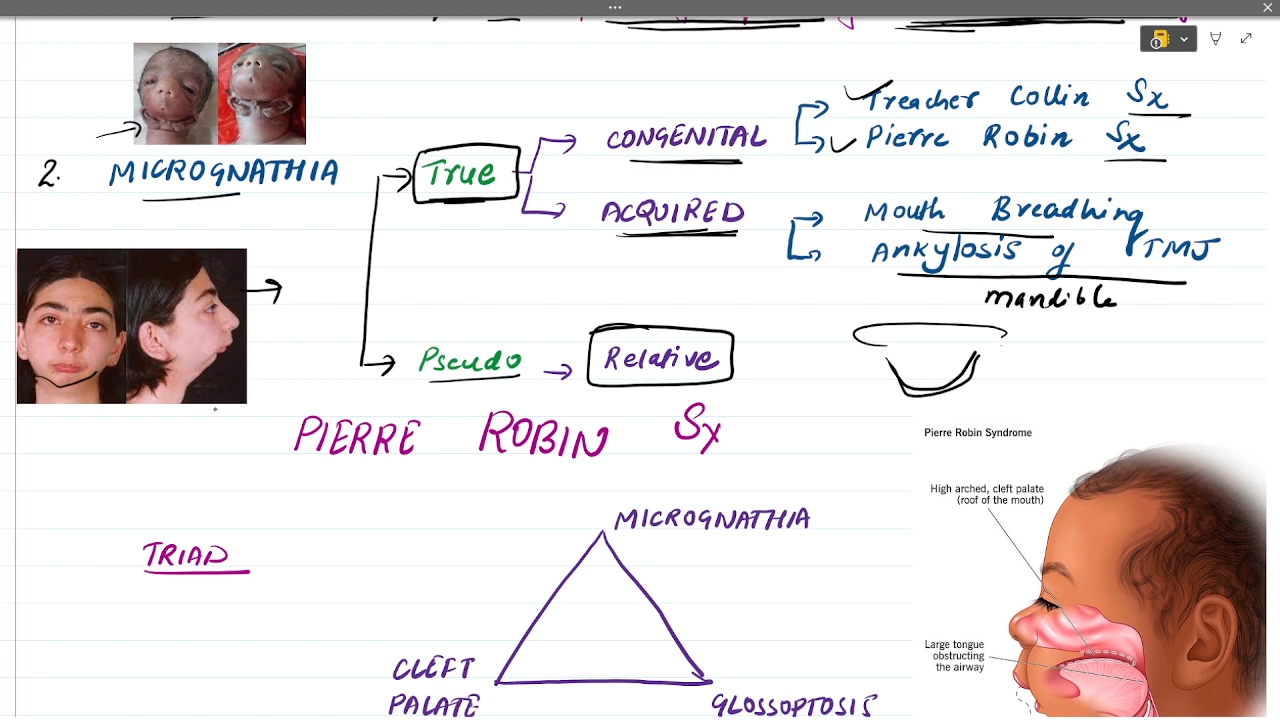 2. MICROGNATHIA
True
CONGENITAL
Treacher Collin Sx
Pierre Robin Sx
ACQUIRED
Mouth Breadhing
Ankylosis of TMJ
mandible
Pseudo
Relative
PIERRE ROBIN Sx
Pierre Robin Syndrome
High arched, cleft palate
(roof of the mouth)
TRIAD
MICROGNATHIA
Large tongue
obstructing
the airway
CLEFT
PALATE
GLOSSOPTOSIS